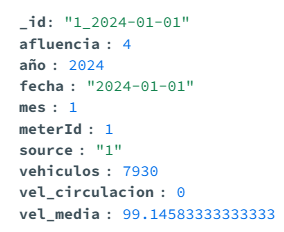 _id: "1_2024-01-01"
afluencia : 4
año : 2024
fecha : "2024-01-01"
mes : 1
meterId : 1
source : "1"
vehiculos : 7930
vel_circulacion : 0
vel_media : 99.14583333333333